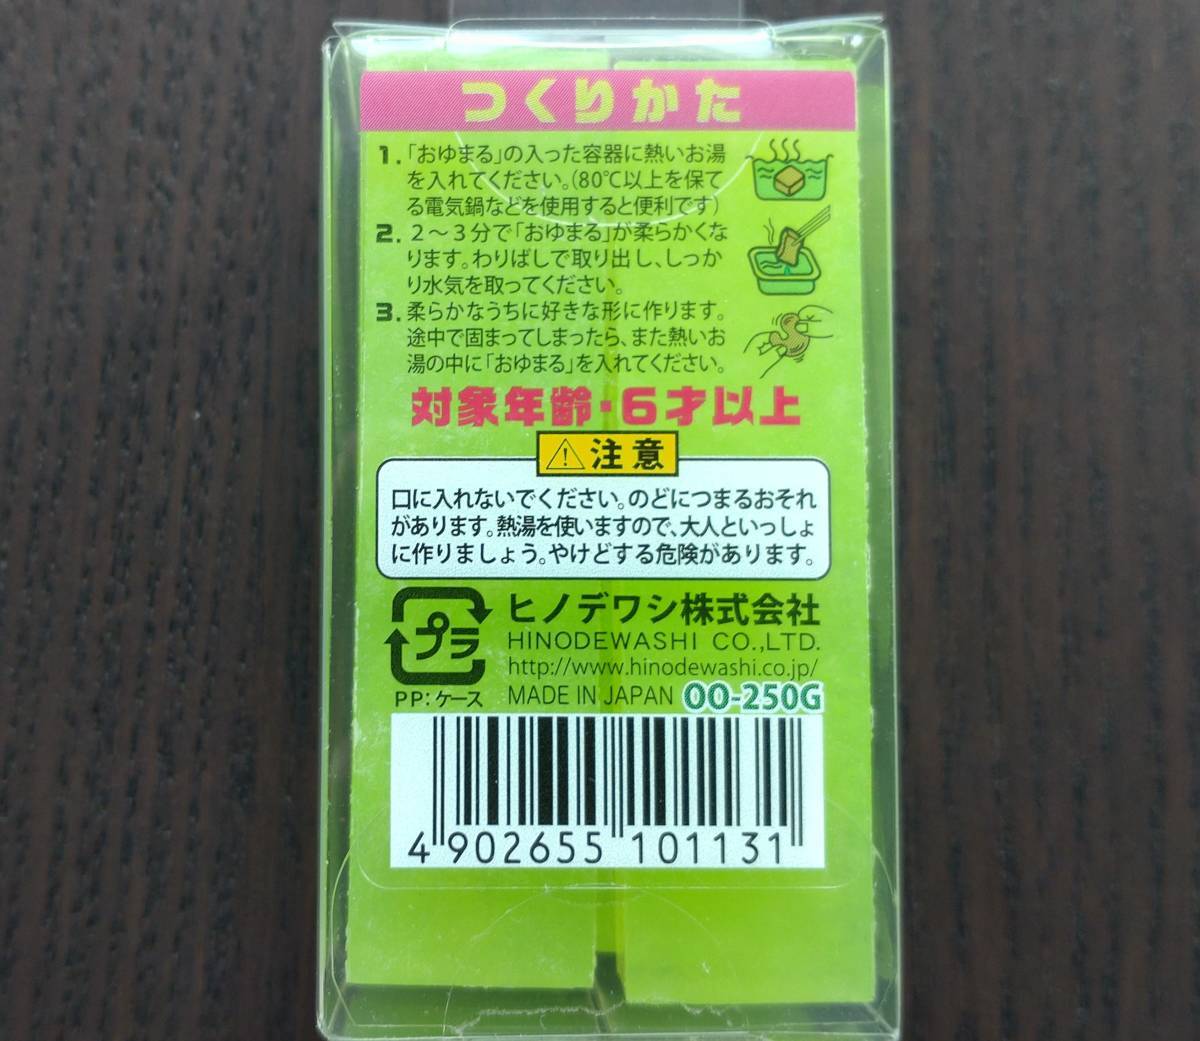 つくりかた
1.「おゆまる」の入った容器に熱いお湯
を入れてください。(80℃以上を保て
る電気鍋などを使用すると便利です)
2. 2～3分で「おゆまる」が柔らかくな
ります。わりばしで取り出し、しっか
り水気を取ってください。
3. 柔らかなうちに好きな形に作ります。
途中で固まってしまったら、また熱いお
湯の中に「おゆまる」を入れてください。
対象年齢・6才以上
注意
口に入れないでください。のどにつまるおそれ
があります。熱湯を使いますので、大人といっしょ
に作りましょう。やけどする危険があります。
プラ
PP:ケース
ヒノデワシ株式会社
HINODEWASHI CO.,LTD.
http://www.hinodewashi.co.jp/
MADE IN JAPAN OO-250G
4 902655 101131